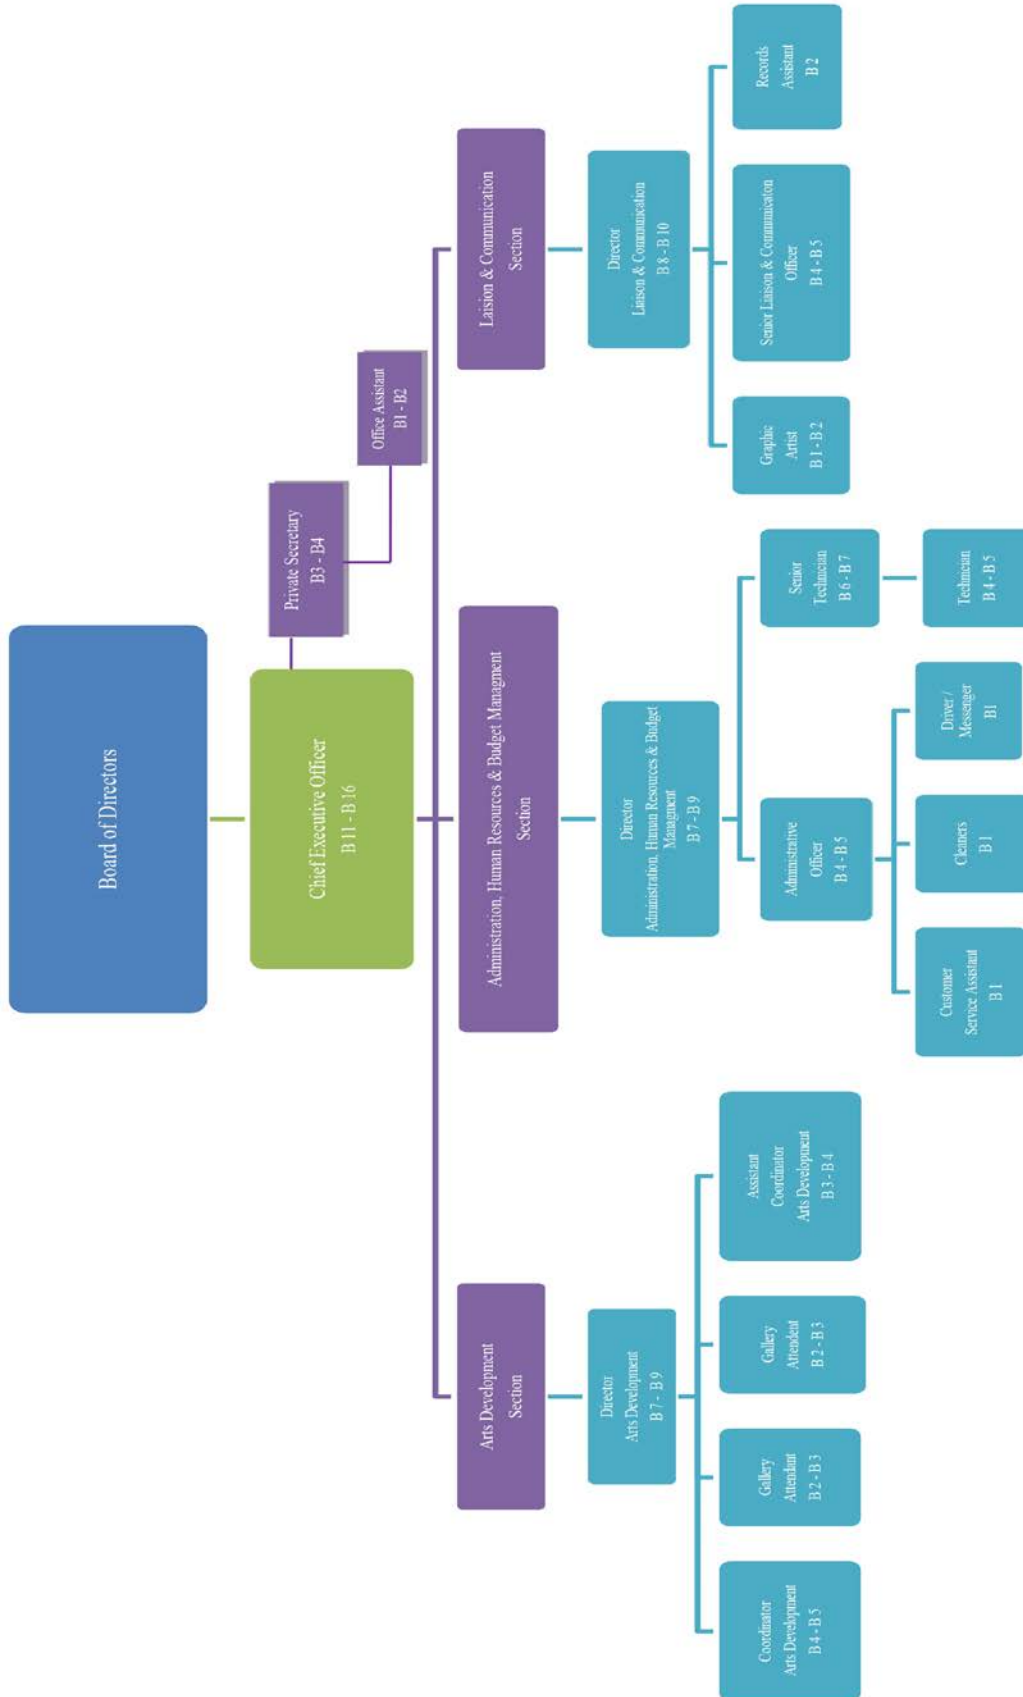 Board of Directors
Chief Executive Officer
B 11 - B 16
Private Secretary
B3 - B4
Office Assistant
B1 - B2
Arts Development
Section
Administration, Human Resources & Budget Managment
Section
Laision & Communication
Section
Director
Arts Development
B 7 - B 9
Director
Administration, Human Resources & Budget
Managment
B 7 - B 9
Director
Liaison & Communication
B 8 - B 10
Coordinator
Arts Development
B 4 - B 5
Gallery
Attendant
B 2 - B 3
Gallery
Attendent
B 2 - B 3
Assistant
Coordinator
Arts Development
B 3 - B 4
Administrative
Officer
B 4 - B 5
Senior
Technician
B 6 - B 7
Graphic
Artist
B 1 - B 2
Senior Liaison & Communicaton
Officer
B 4 - B 5
Records
Assistant
B 2
Customer
Service Assistant
B 1
Cleaners
B 1
Driver /
Messenger
B1
Technician
B 4 - B 5